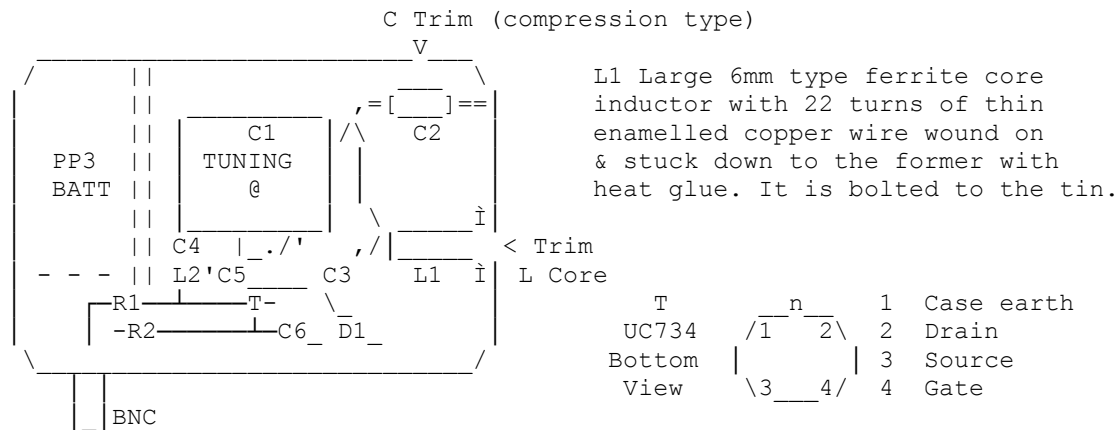 C Trim (compression type)
V
L1 Large 6mm type ferrite core
inductor with 22 turns of thin
C1 C2 enamelled copper wire wound on
PP3 TUNING & stuck down to the former with
BATT @ heat glue. It is bolted to the tin.
Ì
C4 < Trim
- - - L2'C5 C3 L1 Ì L Core
R1 T-
-R2 C6_ D1_
T n 1 Case earth
UC734 /1 2\ 2 Drain
Bottom 3 Source
View \3___4/ 4 Gate
BNC